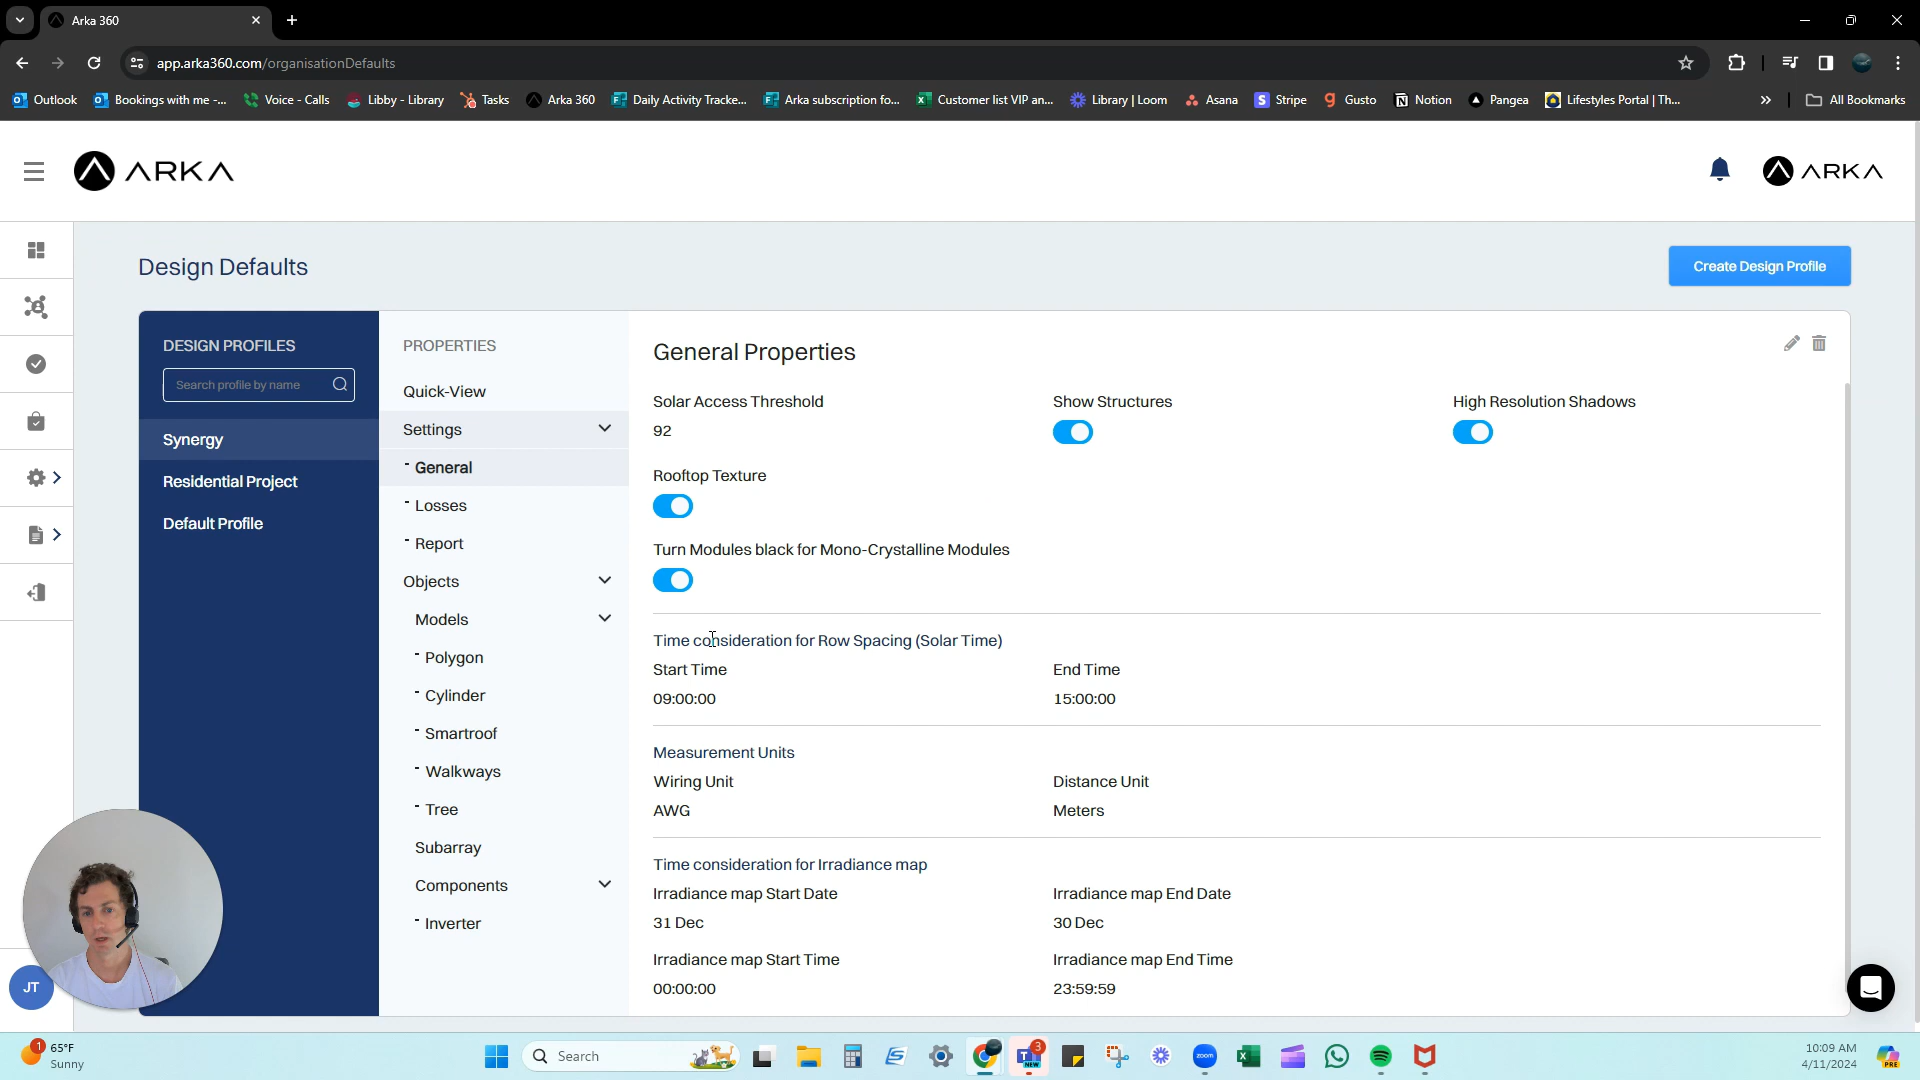 Arka 360
app.arka360.com/organisationDefaults
Outlook
Bookings with me -...
Voice - Calls
Libby - Library
Tasks
Arka 360
Daily Activity Tracke...
Arka subscription fo...
Customer list VIP an...
Library | Loom
Asana
Stripe
Gusto
Notion
Pangea
Lifestyles Portal | Th...
»
All Bookmarks
ARKA
ARKA
Design Defaults
Create Design Profile
DESIGN PROFILES
Search profile by name
Synergy
Residential Project
Default Profile
PROPERTIES
Quick-View
Settings
- General
- Losses
- Report
Objects
Models
- Polygon
- Cylinder
- Smartroof
- Walkways
- Tree
Subarray
Components
- Inverter
General Properties
Solar Access Threshold
92
Show Structures
High Resolution Shadows
Rooftop Texture
Turn Modules black for Mono-Crystalline Modules
Time consideration for Row Spacing (Solar Time)
Start Time
09:00:00
End Time
15:00:00
Measurement Units
Wiring Unit
AWG
Distance Unit
Meters
Time consideration for Irradiance map
Irradiance map Start Date
31 Dec
Irradiance map End Date
30 Dec
Irradiance map Start Time
00:00:00
Irradiance map End Time
23:59:59
JT
1
65°F
Sunny
Search
3
NEW
zoom
10:09 AM
4/11/2024
PRE